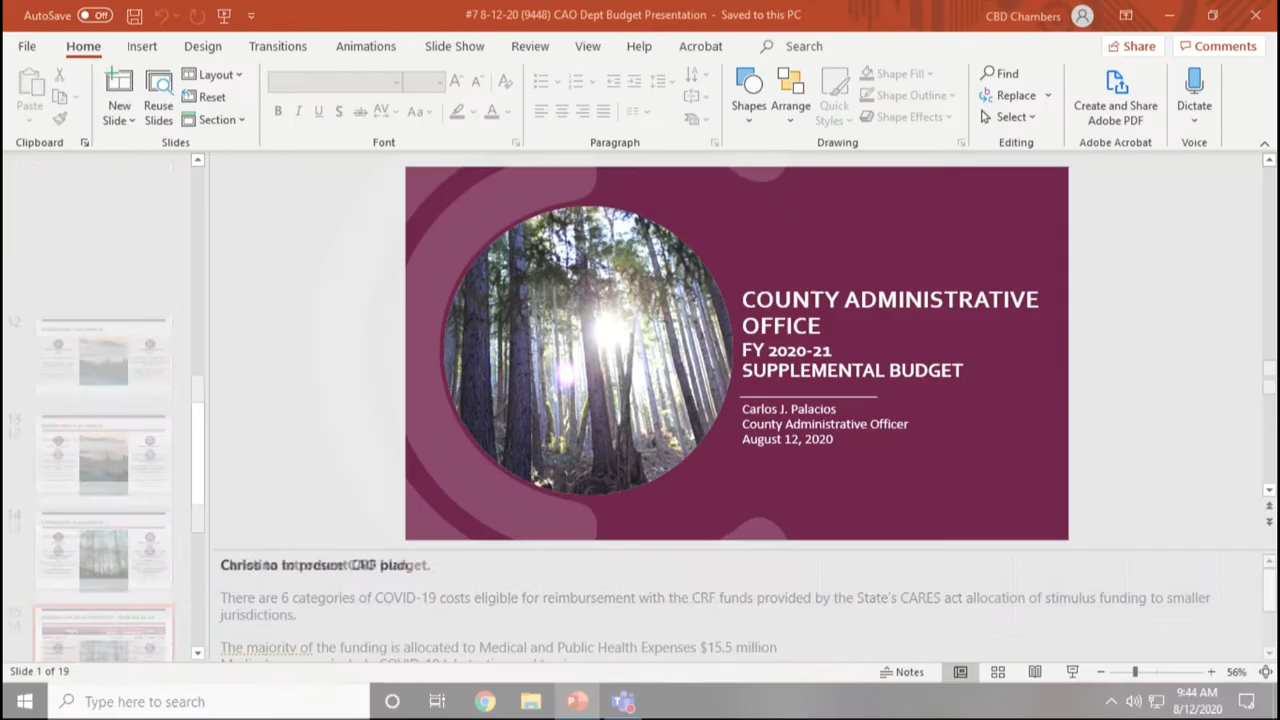 AutoSave Off #7 8-12-20 (9448) CAO Dept Budget Presentation - Saved to this PC CBD Chambers
File Home Insert Design Transitions Animations Slide Show Review View Help Acrobat Search Share Comments
Paste
New Slide
Reuse Slides
Layout
Reset
Section
B I U S ab AV Aa A
Shapes Arrange Quick Styles
Shape Fill
Shape Outline
Shape Effects
Find
Replace
Select
Create and Share Adobe PDF
Dictate
Clipboard Slides Font Paragraph Drawing Editing Adobe Acrobat Voice
12
13
14
15
COUNTY ADMINISTRATIVE
OFFICE
FY 2020-21
SUPPLEMENTAL BUDGET
Carlos J. Palacios
County Administrative Officer
August 12, 2020
There are 6 categories of COVID-19 costs eligible for reimbursement with the CRF funds provided by the State's CARES act allocation of stimulus funding to smaller
jurisdictions.
The majority of the funding is allocated to Medical and Public Health Expenses $15.5 million
Slide 1 of 19 Notes 56%
Type here to search 9:44 AM
8/12/2020